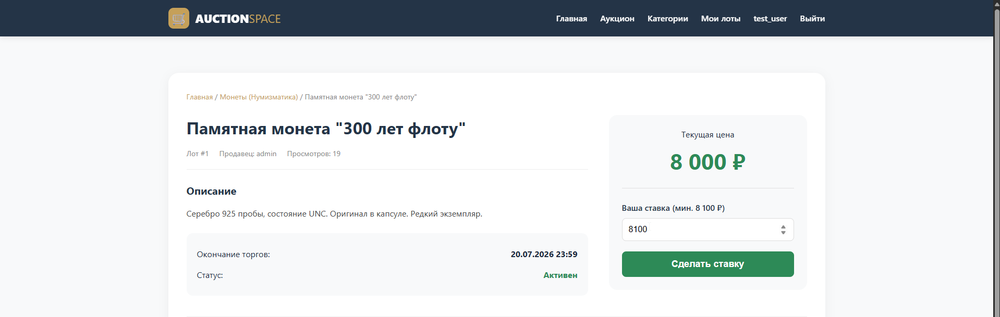 AUCTIONSPACE
Главная Аукцион Категории Мои лоты test_user Выйти
Главная / Монеты (Нумизматика) / Памятная монета "300 лет флоту"
Памятная монета "300 лет флоту"
Лот #1 Продавец: admin Просмотров: 19
Описание
Серебро 925 пробы, состояние UNC. Оригинал в капсуле. Редкий экземпляр.
Окончание торгов: 20.07.2026 23:59
Статус: Активен
Текущая цена
8 000 ₽
Ваша ставка (мин. 8 100 ₽)
8100
Сделать ставку